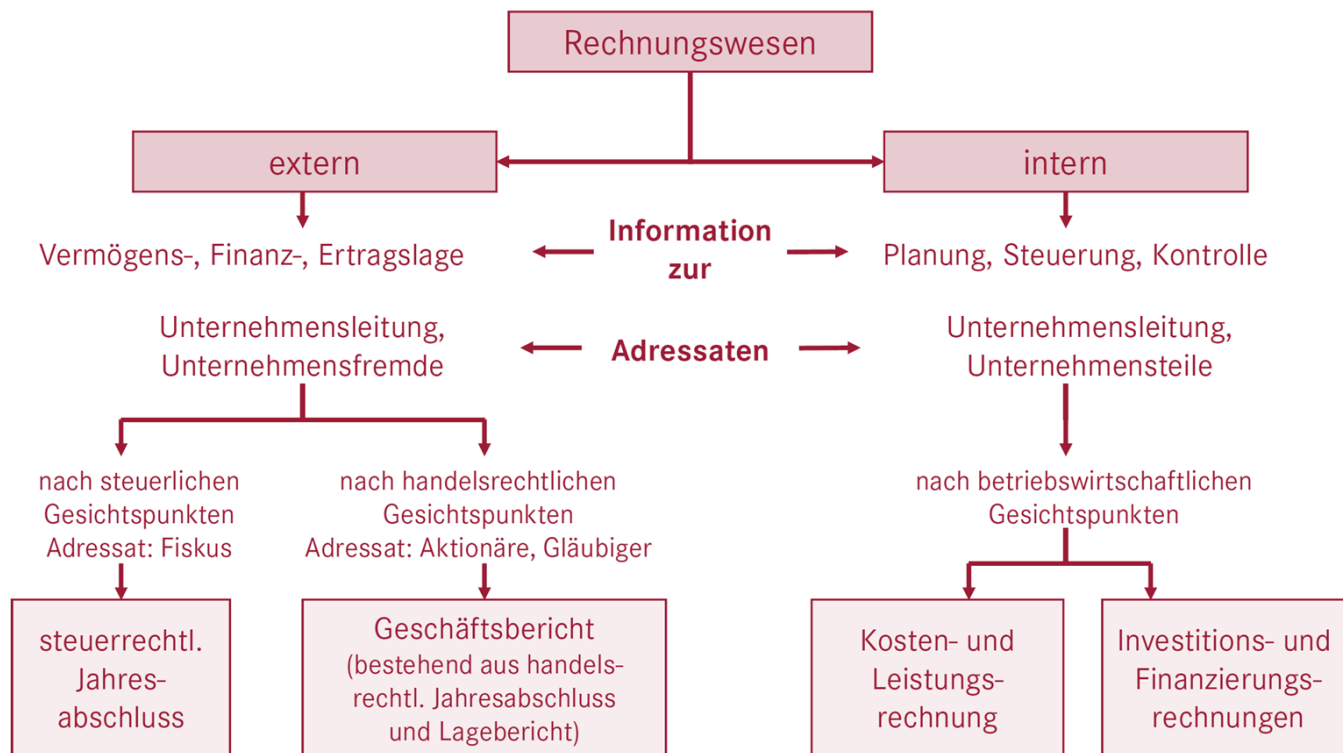 Rechnungswesen
extern
intern
Vermögens-, Finanz-, Ertragslage
Information
zur
Planung, Steuerung, Kontrolle
Unternehmensleitung,
Unternehmensfremde
Adressaten
Unternehmensleitung,
Unternehmensteile
nach steuerlichen
Gesichtspunkten
Adressat: Fiskus
nach handelsrechtlichen
Gesichtspunkten
Adressat: Aktionäre, Gläubiger
nach betriebswirtschaftlichen
Gesichtspunkten
steuerrechtl.
Jahres-
abschluss
Geschäftsbericht
(bestehend aus handels-
rechtl. Jahresabschluss
und Lagebericht)
Kosten- und
Leistungs-
rechnung
Investitions- und
Finanzierungs-
rechnungen